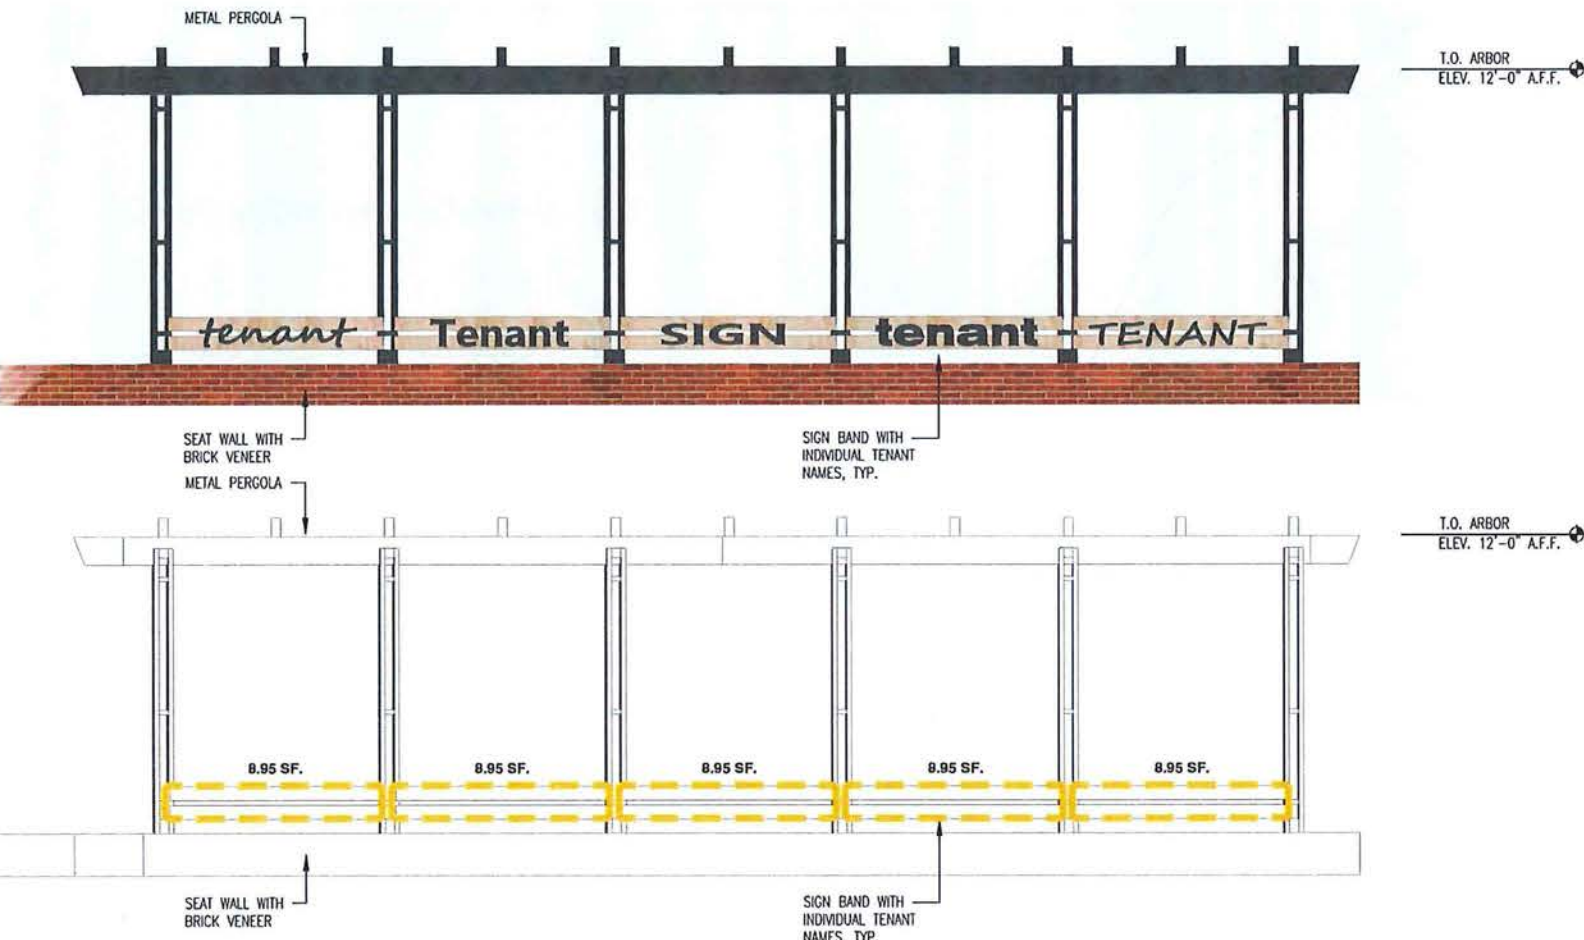 METAL PERGOLA
T.O. ARBOR
ELEV. 12'-0" A.F.F.
tenant Tenant SIGN tenant TENANT
SEAT WALL WITH
BRICK VENEER
SIGN BAND WITH
INDIVIDUAL TENANT
NAMES, TYP.
METAL PERGOLA
T.O. ARBOR
ELEV. 12'-0" A.F.F.
8.95 SF. 8.95 SF. 8.95 SF. 8.95 SF. 8.95 SF.
SEAT WALL WITH
BRICK VENEER
SIGN BAND WITH
INDIVIDUAL TENANT
NAMES, TYP.